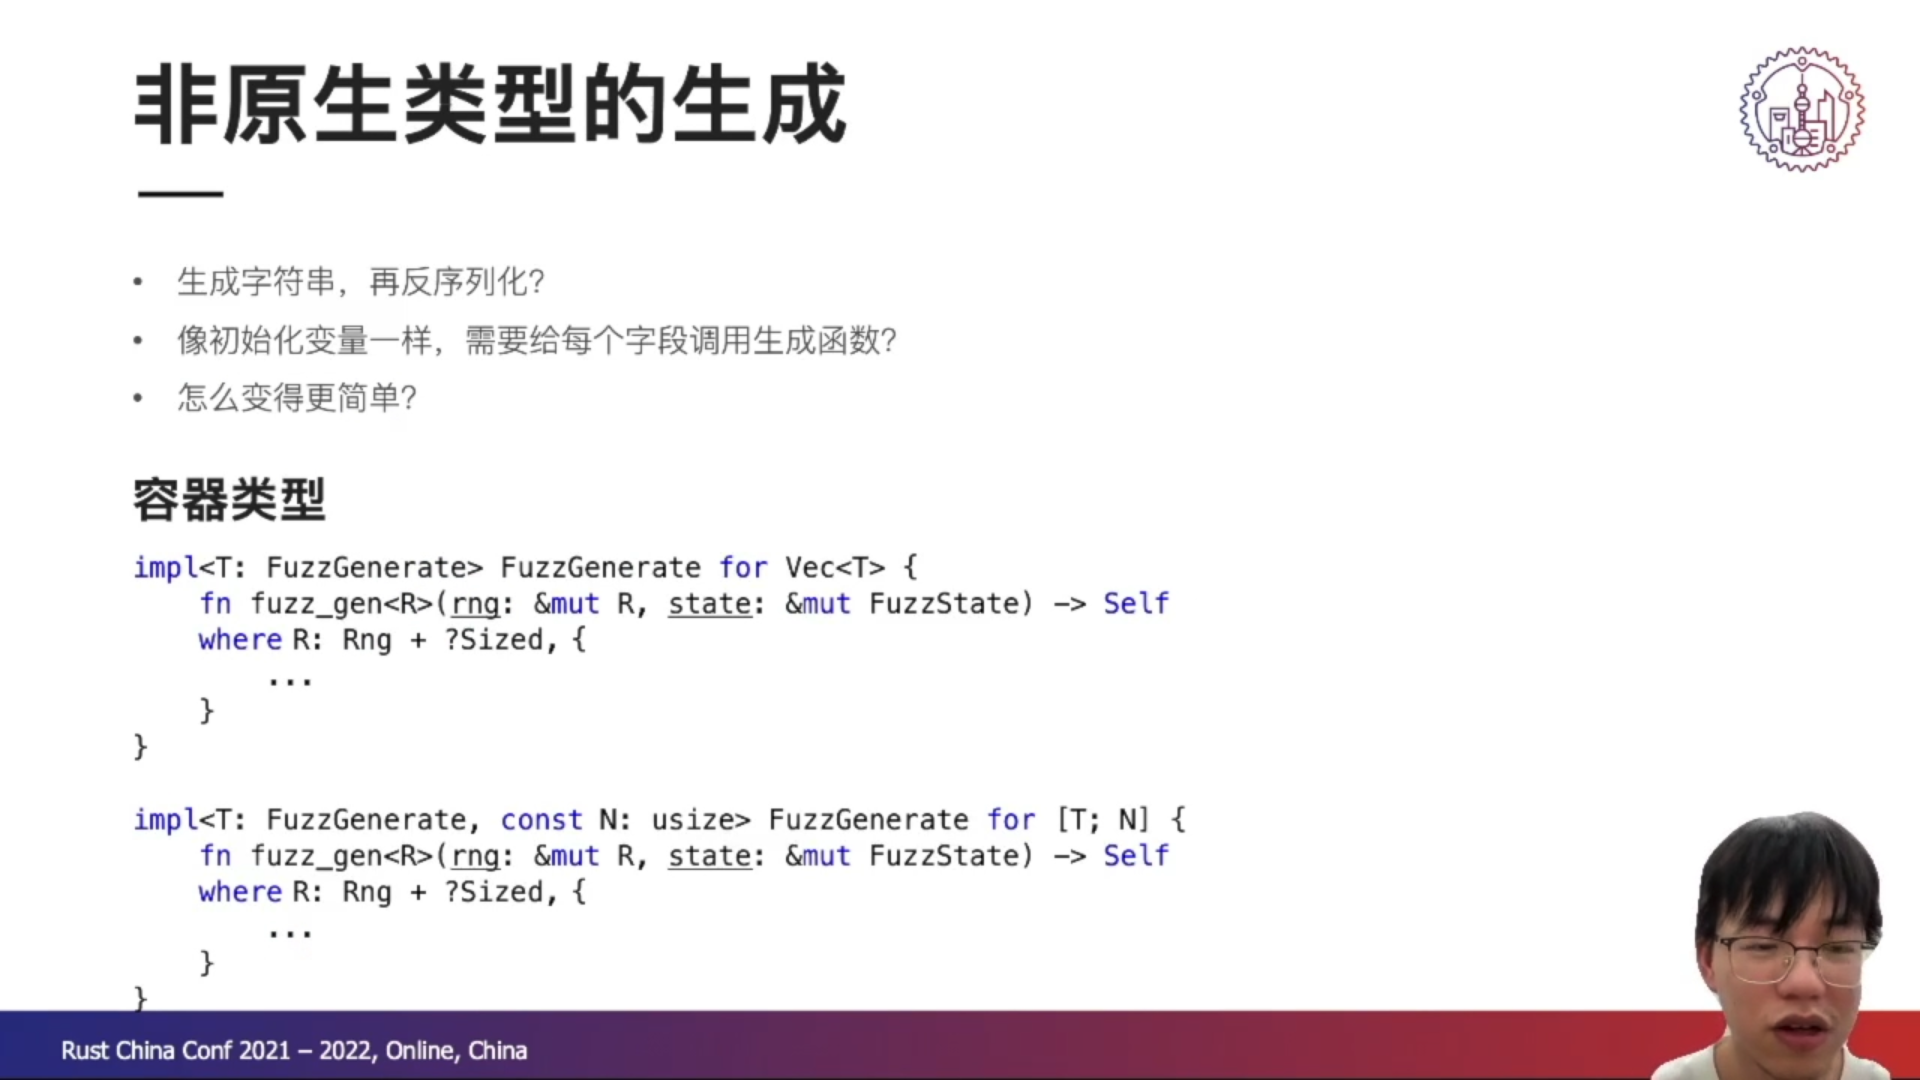 非原生类型的生成
• 生成字符串，再反序列化？
• 像初始化变量一样，需要给每个字段调用生成函数？
• 怎么变得更简单？
容器类型
impl<T: FuzzGenerate> FuzzGenerate for Vec<T> {
    fn fuzz_gen<R>(rng: &mut R, state: &mut FuzzState) -> Self
    where R: Rng + ?Sized, {
        ...
    }
}
impl<T: FuzzGenerate, const N: usize> FuzzGenerate for [T; N] {
    fn fuzz_gen<R>(rng: &mut R, state: &mut FuzzState) -> Self
    where R: Rng + ?Sized, {
        ...
    }
}
Rust China Conf 2021 – 2022, Online, China